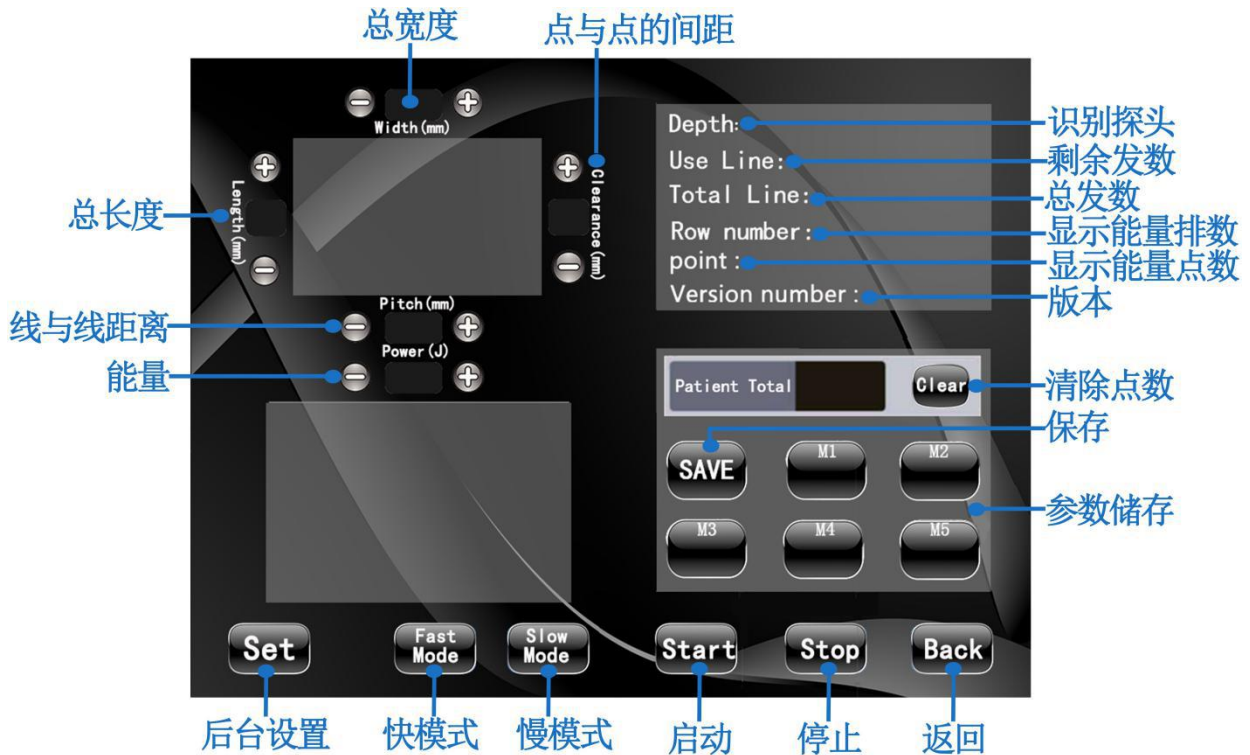 总宽度
点与点的间距
Width(mm)
Depth:
识别探头
Use Line:
剩余发数
Clearance(mm)
Length(mm)
总长度
Total Line:
总发数
Row number:
显示能量排数
point:
显示能量点数
Version number:
版本
Pitch(mm)
线与线距离
Power(J)
能量
Patient Total
Clear
清除点数
保存
SAVE
M1
M2
参数储存
M3
M4
M5
Set
Fast Mode
Slow Mode
Start
Stop
Back
后台设置
快模式
慢模式
启动
停止
返回